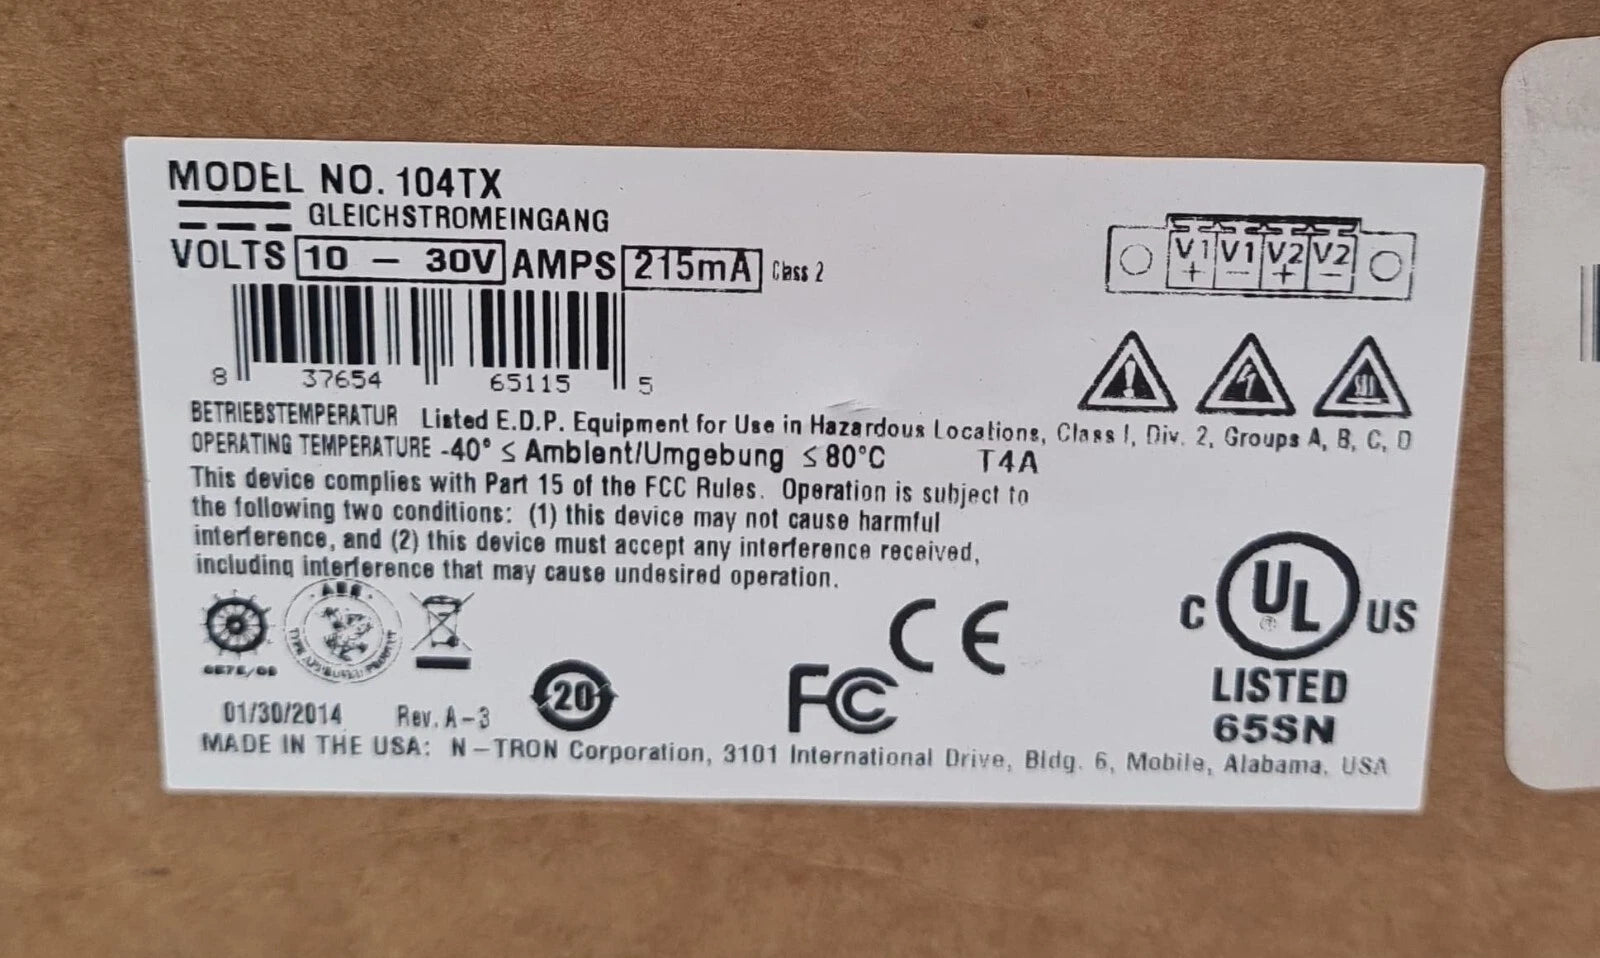 MODEL NO. 104TX
GLEICHSTROMEINGANG
VOLTS 10 – 30V AMPS 215mA Class 2
V1 V1 V2 V2
+ – + –
8 37654 65115 5
BETRIEBSTEMPERATUR Listed E.D.P. Equipment for Use in Hazardous Locations, Class I, Div. 2, Groups A, B, C, D
OPERATING TEMPERATURE -40° ≤ Ambient/Umgebung ≤ 80°C T4A
This device complies with Part 15 of the FCC Rules. Operation is subject to
the following two conditions: (1) this device may not cause harmful
interference, and (2) this device must accept any interference received,
including interference that may cause undesired operation.
ABS
TYPE APPROVED PRODUCT
20
FC
CE
C UL ® US
LISTED
65SN
01/30/2014 Rev. A-3
MADE IN THE USA: N-TRON Corporation, 3101 International Drive, Bldg. 6, Mobile, Alabama, USA